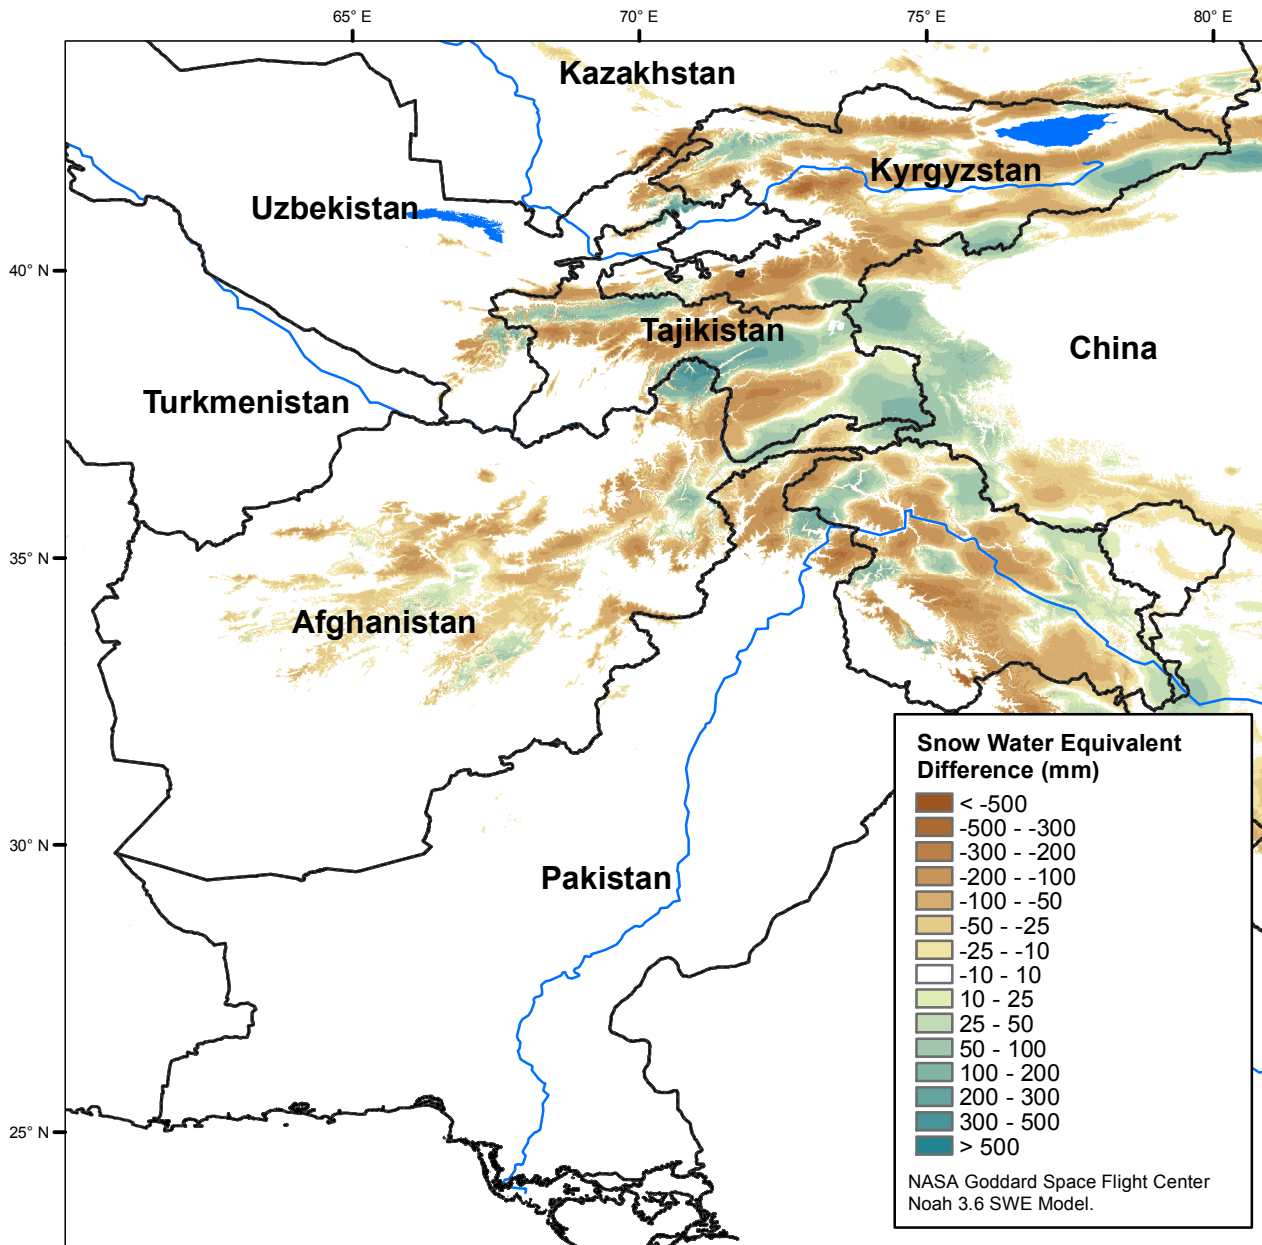 65° E
70° E
75° E
80° E
Kazakhstan
Kyrgyzstan
Uzbekistan
40° N
Tajikistan
China
Turkmenistan
35° N
Afghanistan
30° N
Pakistan
25° N
Snow Water Equivalent
Difference (mm)
< -500
-500 - -300
-300 - -200
-200 - -100
-100 - -50
-50 - -25
-25 - -10
-10 - 10
10 - 25
25 - 50
50 - 100
100 - 200
200 - 300
300 - 500
> 500
NASA Goddard Space Flight Center
Noah 3.6 SWE Model.